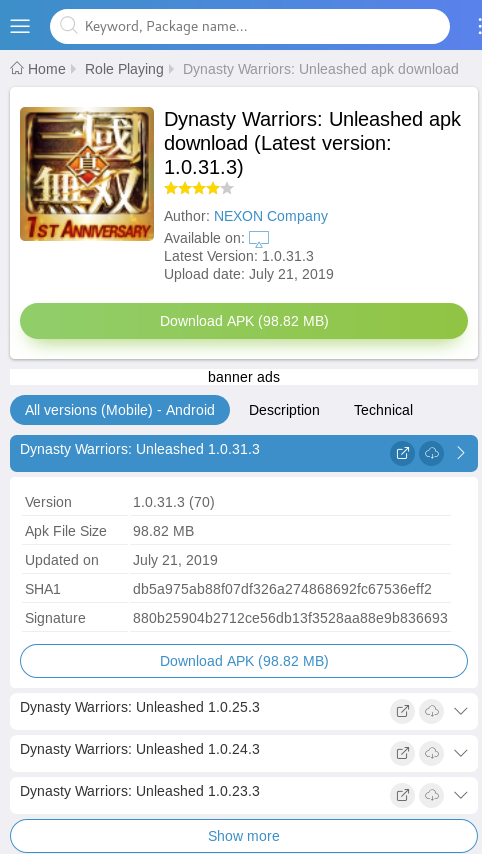 Keyword, Package name...
Home Role Playing Dynasty Warriors: Unleashed apk download
三國
無双
真
1ST ANNIVERSARY
Dynasty Warriors: Unleashed apk
download (Latest version:
1.0.31.3)
Author: NEXON Company
Available on:
Latest Version: 1.0.31.3
Upload date: July 21, 2019
Download APK (98.82 MB)
banner ads
All versions (Mobile) - Android Description Technical
Dynasty Warriors: Unleashed 1.0.31.3
Version 1.0.31.3 (70)
Apk File Size 98.82 MB
Updated on July 21, 2019
SHA1 db5a975ab88f07df326a274868692fc67536eff2
Signature 880b25904b2712ce56db13f3528aa88e9b836693
Download APK (98.82 MB)
Dynasty Warriors: Unleashed 1.0.25.3
Dynasty Warriors: Unleashed 1.0.24.3
Dynasty Warriors: Unleashed 1.0.23.3
Show more